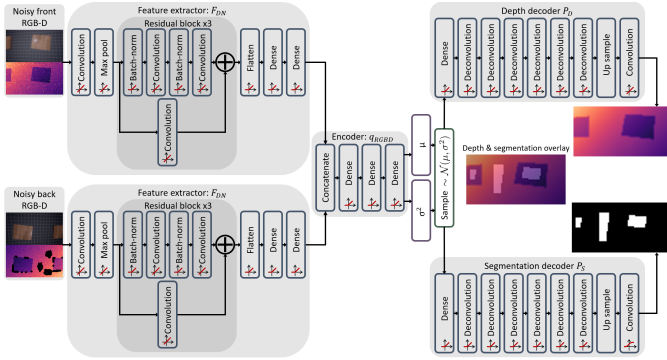 Noisy front
RGB-D
Feature extractor: F_DN
Residual block x3
Convolution
Max pool
Batch-norm
Convolution
Batch-norm
Convolution
Convolution
Flatten
Dense
Dense
Noisy back
RGB-D
Feature extractor: F_DN
Residual block x3
Convolution
Max pool
Batch-norm
Convolution
Batch-norm
Convolution
Convolution
Flatten
Dense
Dense
Encoder: q_RGBD
Concatenate
Dense
Dense
Dense
μ
σ²
Sample ~ N(μ, σ²)
Depth decoder P_D
Dense
Deconvolution
Deconvolution
Deconvolution
Deconvolution
Deconvolution
Up sample
Convolution
Depth & segmentation overlay
Segmentation decoder P_S
Dense
Deconvolution
Deconvolution
Deconvolution
Deconvolution
Deconvolution
Up sample
Convolution